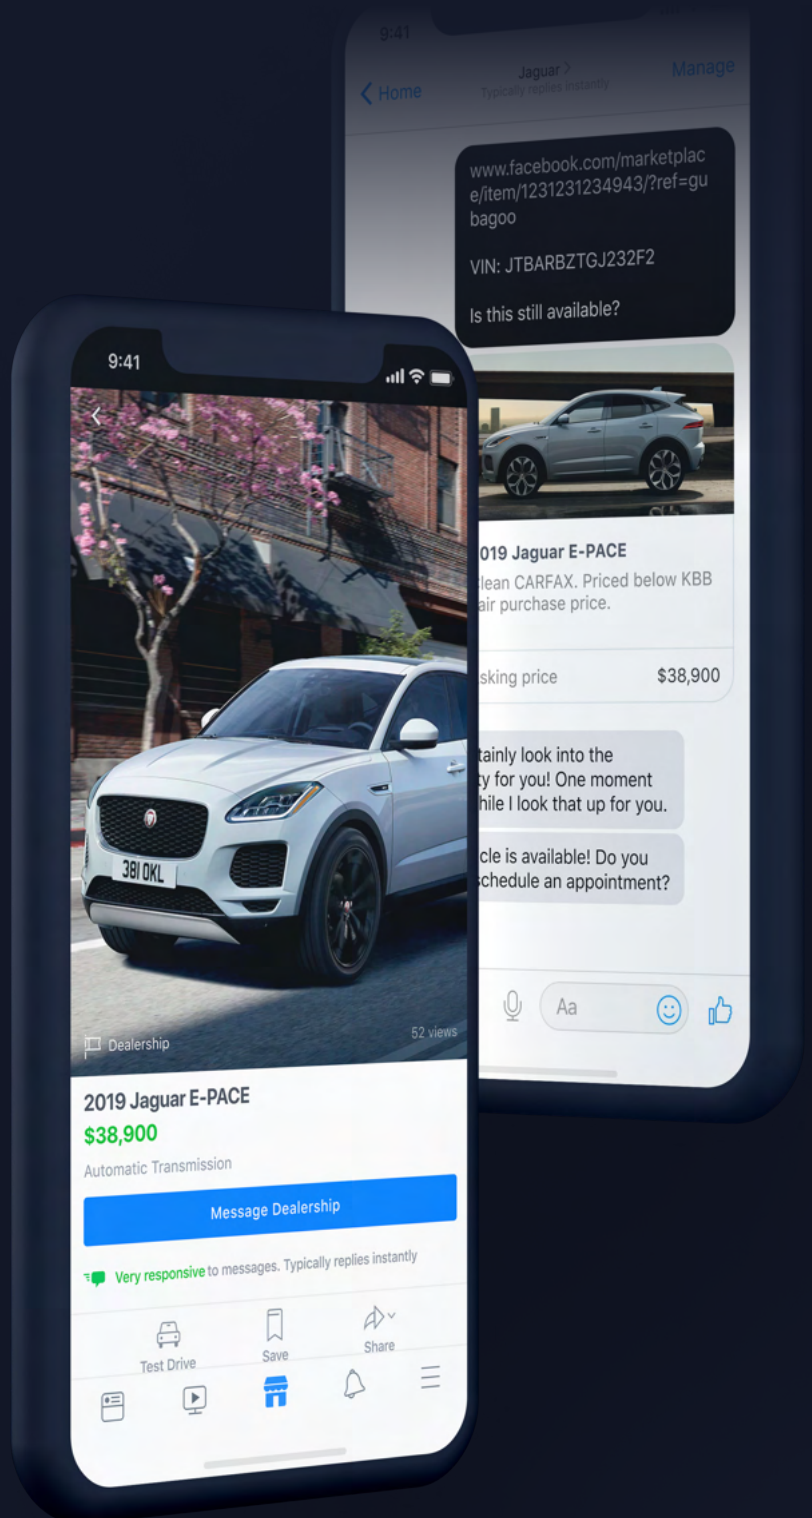 9:41
Home
Jaguar
Typically replies instantly
Manage
www.facebook.com/marketplac
e/item/1231231234943/?ref=gu
bagoo
VIN: JTBARBZTGJ232F2
Is this still available?
019 Jaguar E-PACE
lean CARFAX. Priced below KBB
air purchase price.
sking price
$38,900
tainly look into the
ty for you! One moment
hile I look that up for you.
cle is available! Do you
schedule an appointment?
Aa
9:41
381 OKL
Dealership
52 views
2019 Jaguar E-PACE
$38,900
Automatic Transmission
Message Dealership
Very responsive to messages. Typically replies instantly
Test Drive
Save
Share